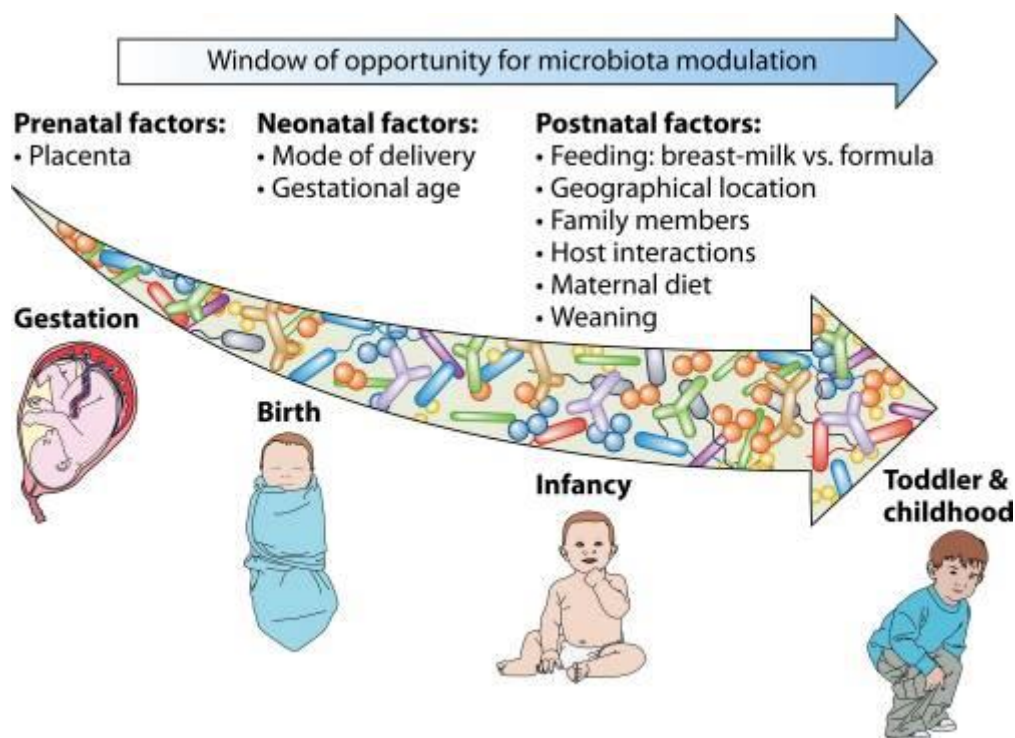 Window of opportunity for microbiota modulation
Prenatal factors:
• Placenta
Neonatal factors:
• Mode of delivery
• Gestational age
Postnatal factors:
• Feeding: breast-milk vs. formula
• Geographical location
• Family members
• Host interactions
• Maternal diet
• Weaning
Gestation
Birth
Infancy
Toddler &
childhood